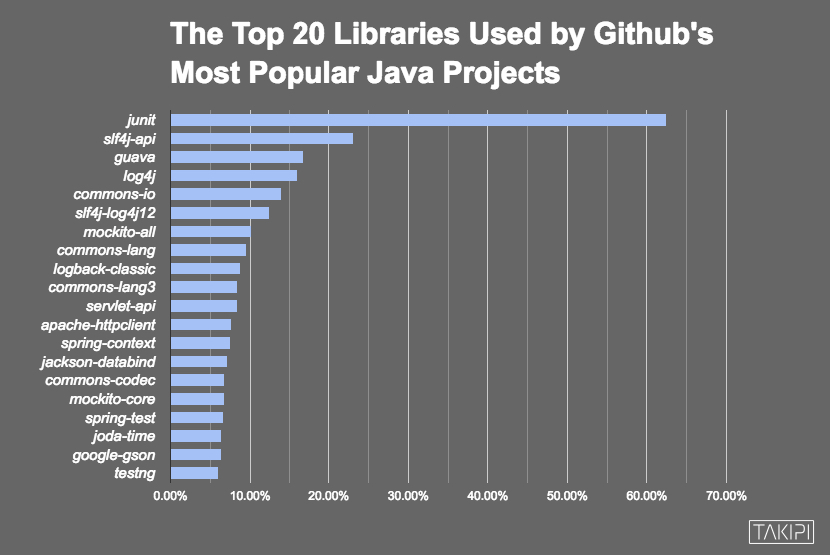 The Top 20 Libraries Used by Github's
Most Popular Java Projects
junit
slf4j-api
guava
log4j
commons-io
slf4j-log4j12
mockito-all
commons-lang
logback-classic
commons-lang3
servlet-api
apache-httpclient
spring-context
jackson-databind
commons-codec
mockito-core
spring-test
joda-time
google-gson
testng
0.00% 10.00% 20.00% 30.00% 40.00% 50.00% 60.00% 70.00%
TAKIPI